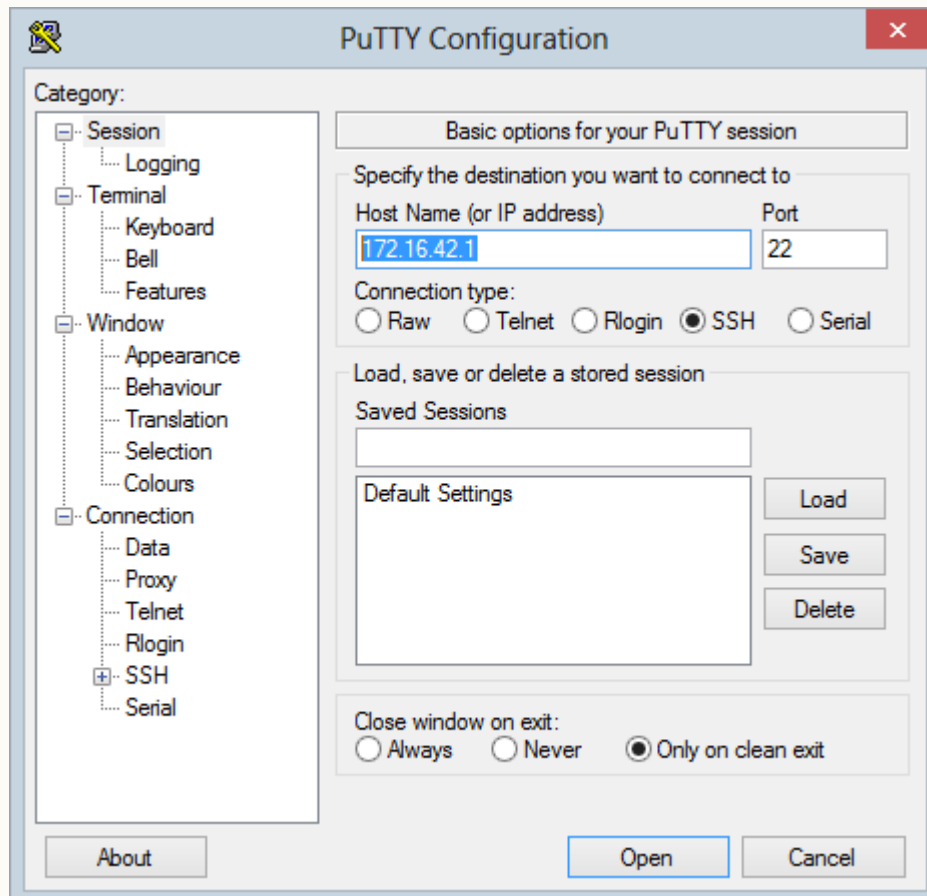 PuTTY Configuration
Category:
Session
Logging
Terminal
Keyboard
Bell
Features
Window
Appearance
Behaviour
Translation
Selection
Colours
Connection
Data
Proxy
Telnet
Rlogin
SSH
Serial
Basic options for your PuTTY session
Specify the destination you want to connect to
Host Name (or IP address) Port
172.16.42.1 22
Connection type:
Raw Telnet Rlogin SSH Serial
Load, save or delete a stored session
Saved Sessions
Default Settings
Load
Save
Delete
Close window on exit:
Always Never Only on clean exit
About Open Cancel